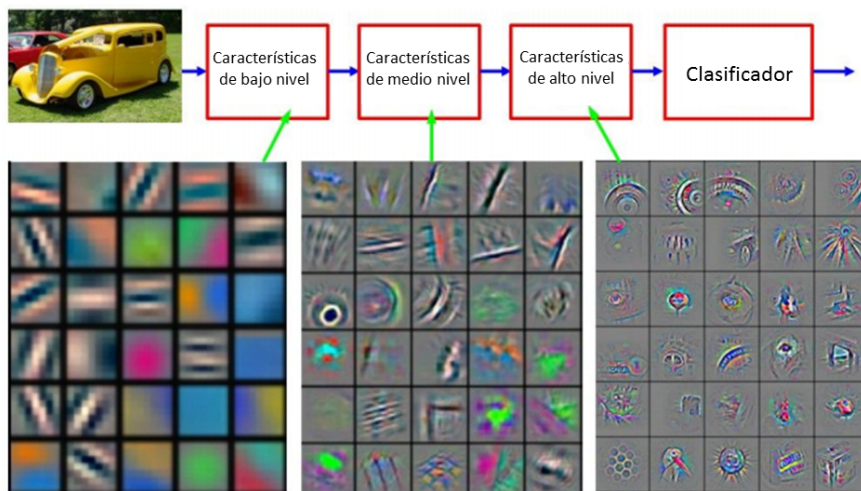 Características
de bajo nivel
Características
de medio nivel
Características
de alto nivel
Clasificador